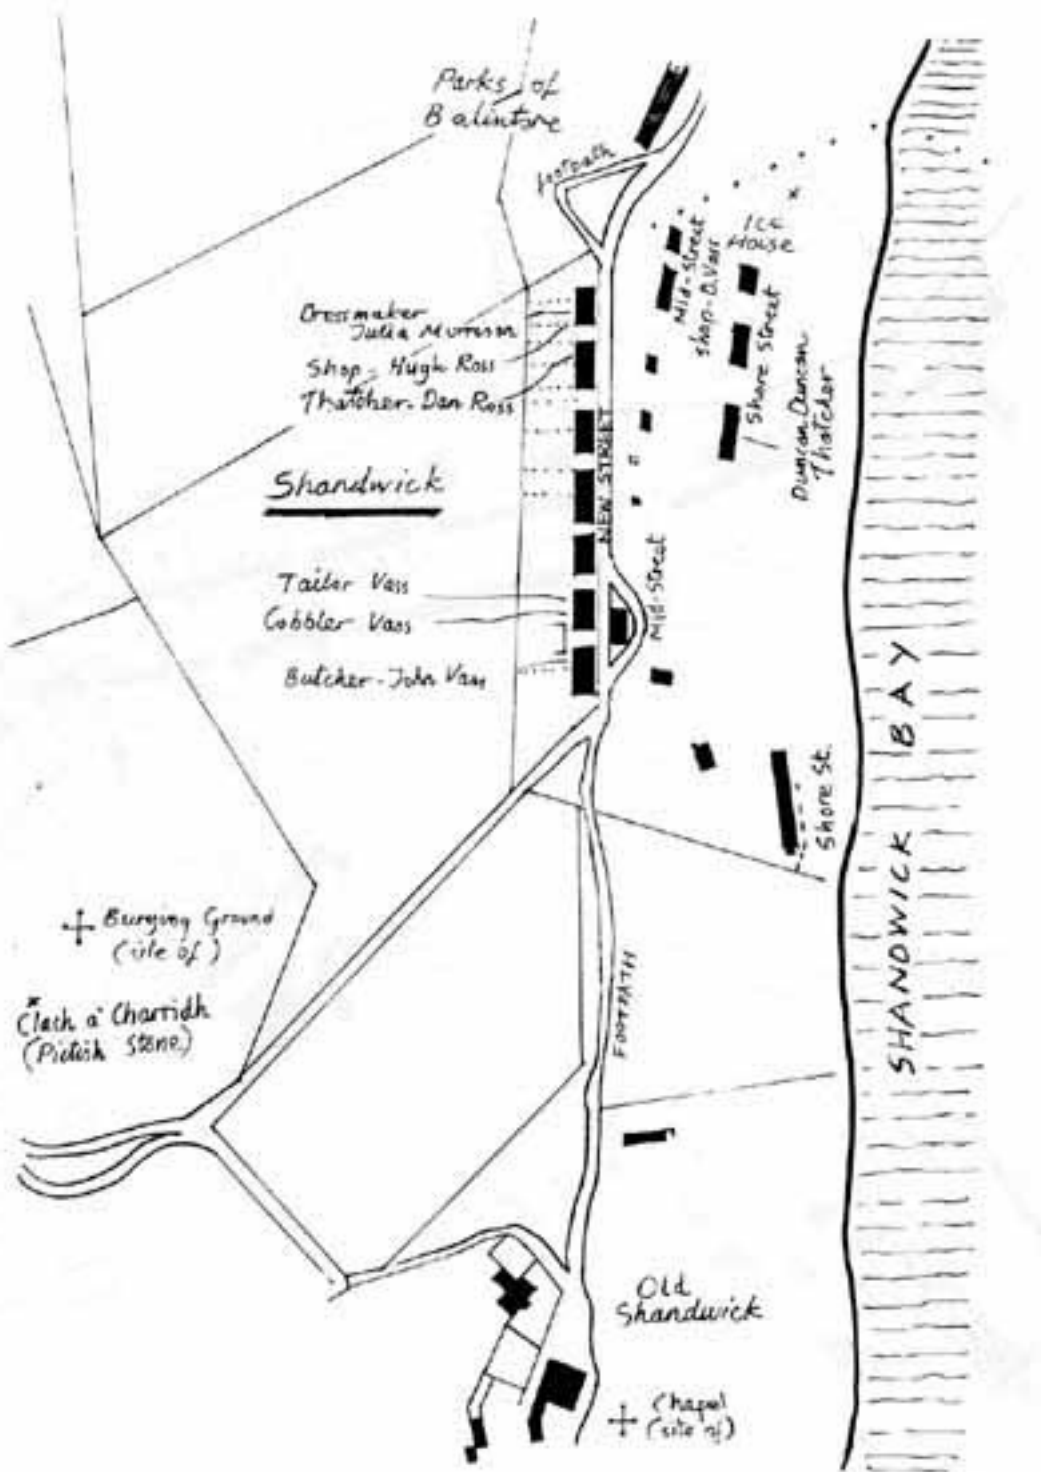 Parks of
Balintore
footpath
ICE
House
Mid-Street
Shop-D.Vass
Shore Street
Duncan Duncan
Thatcher
Dressmaker
Julia Morrison
Shop - Hugh Ross
Thatcher-Dan Ross
NEW STREET
Shandwick
Tailor Vass
Cobbler Vass
Butcher-John Vass
Mid-Street
Shore St.
SHANDWICK BAY
Burying Ground
(site of)
Clach a' Charridh
(Pictish Stone)
FOOTPATH
Old
Shandwick
Chapel
(site of)